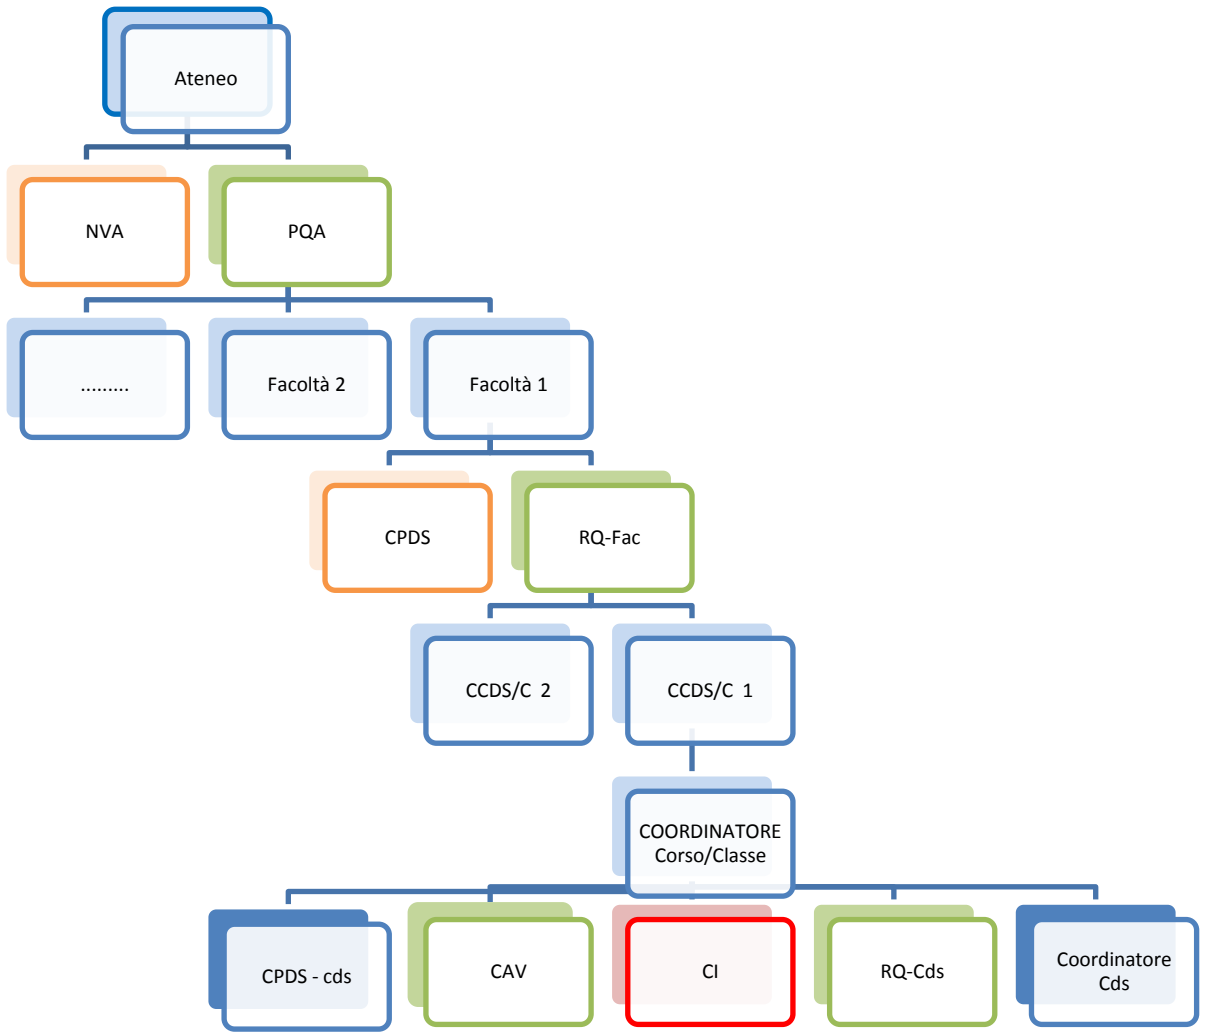 Ateneo
NVA
PQA
.........
Facoltà 2
Facoltà 1
CPDS
RQ-Fac
CCDS/C  2
CCDS/C  1
COORDINATORE
Corso/Classe
CPDS - cds
CAV
CI
RQ-Cds
Coordinatore
Cds